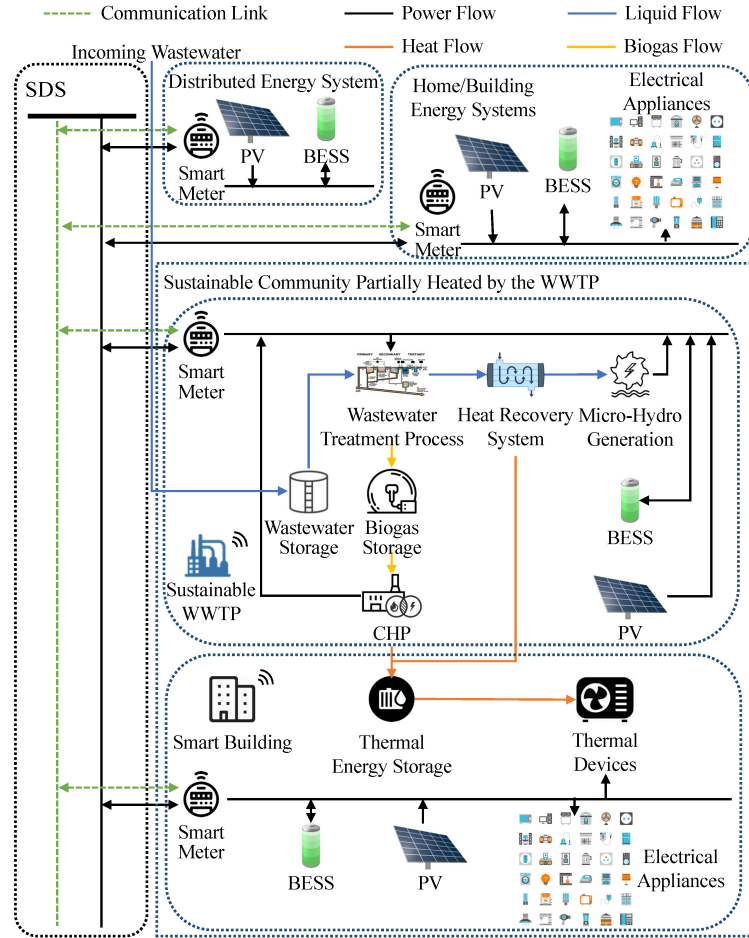 Communication Link
Power Flow
Liquid Flow
Heat Flow
Biogas Flow
Incoming Wastewater
SDS
Distributed Energy System
PV
BESS
Smart
Meter
Home/Building
Energy Systems
Electrical
Appliances
PV
BESS
Smart
Meter
Sustainable Community Partially Heated by the WWTP
Smart
Meter
PRIMARY SECONDARY TERTIARY
Wastewater
Treatment Process
Heat Recovery
System
Micro-Hydro
Generation
Wastewater
Storage
Biogas
Storage
BESS
Sustainable
WWTP
CHP
PV
Smart Building
Thermal
Energy Storage
Thermal
Devices
Smart
Meter
BESS
PV
Electrical
Appliances